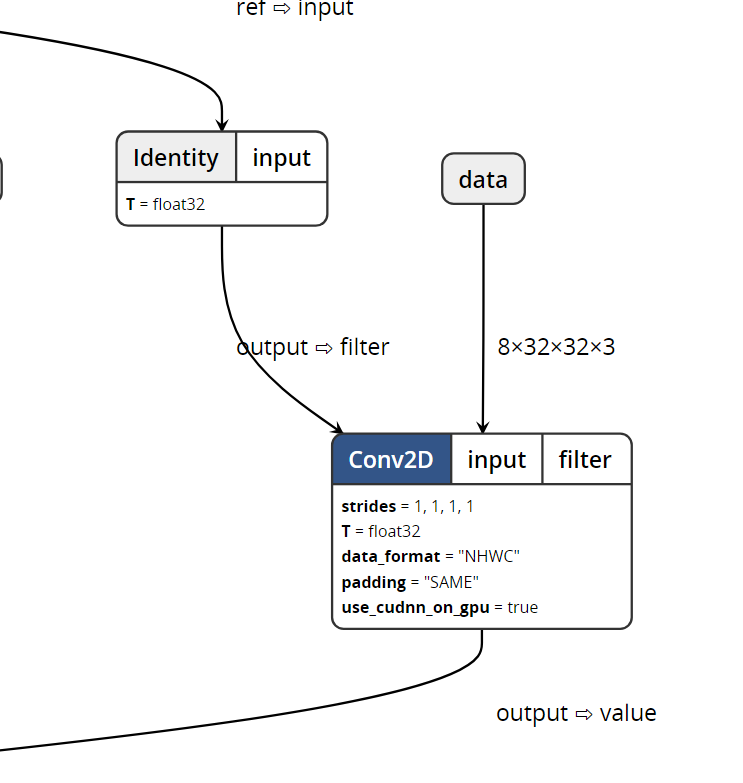 ref ⇨ input
Identity input
T = float32
data
output ⇨ filter
8×32×32×3
Conv2D input filter
strides = 1, 1, 1, 1
T = float32
data_format = "NHWC"
padding = "SAME"
use_cudnn_on_gpu = true
output ⇨ value